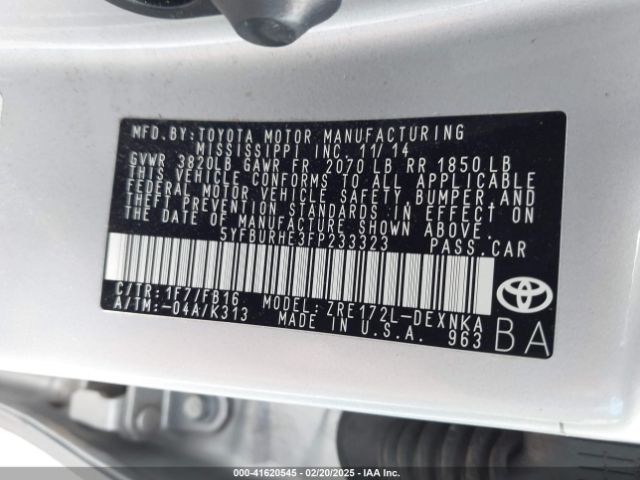 MFD.BY:TOYOTA MOTOR MANUFACTURING
MISSISSIPPI INC. 11/14
GVWR 3820LB GAWR FR 2070 LB RR 1850 LB
THIS VEHICLE CONFORMS TO ALL APPLICABLE
FEDERAL MOTOR VEHICLE SAFETY, BUMPER,AND
THEFT PREVENTION STANDARDS IN EFFECT ON
THE DATE OF MANUFACTURE SHOWN ABOVE.
5YFBURHE3FP233323 PASS.CAR
C/TR:1F7/FB16 MODEL:ZRE172L-DEXNKA
A/TM:-04A/K313 MADE IN U.S.A. 963
BA
000-41620545 - 02/20/2025 - IAA Inc.